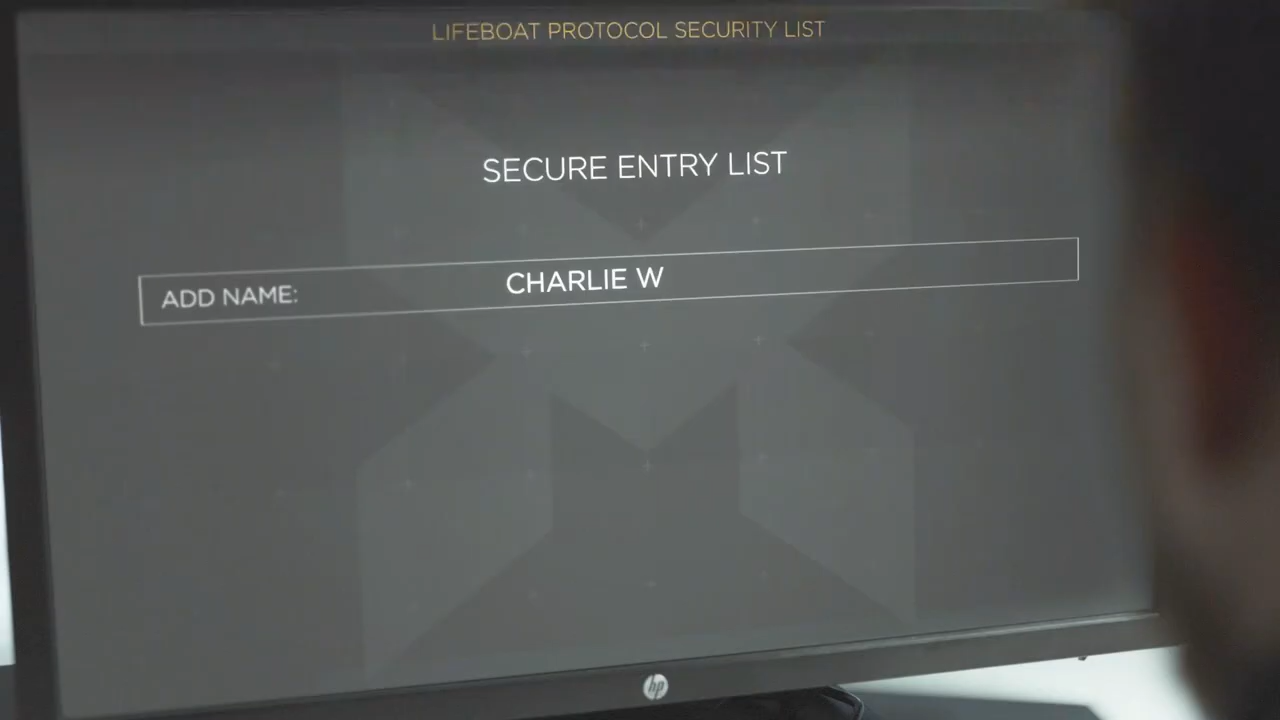 LIFEBOAT PROTOCOL SECURITY LIST
SECURE ENTRY LIST
ADD NAME: CHARLIE W
hp